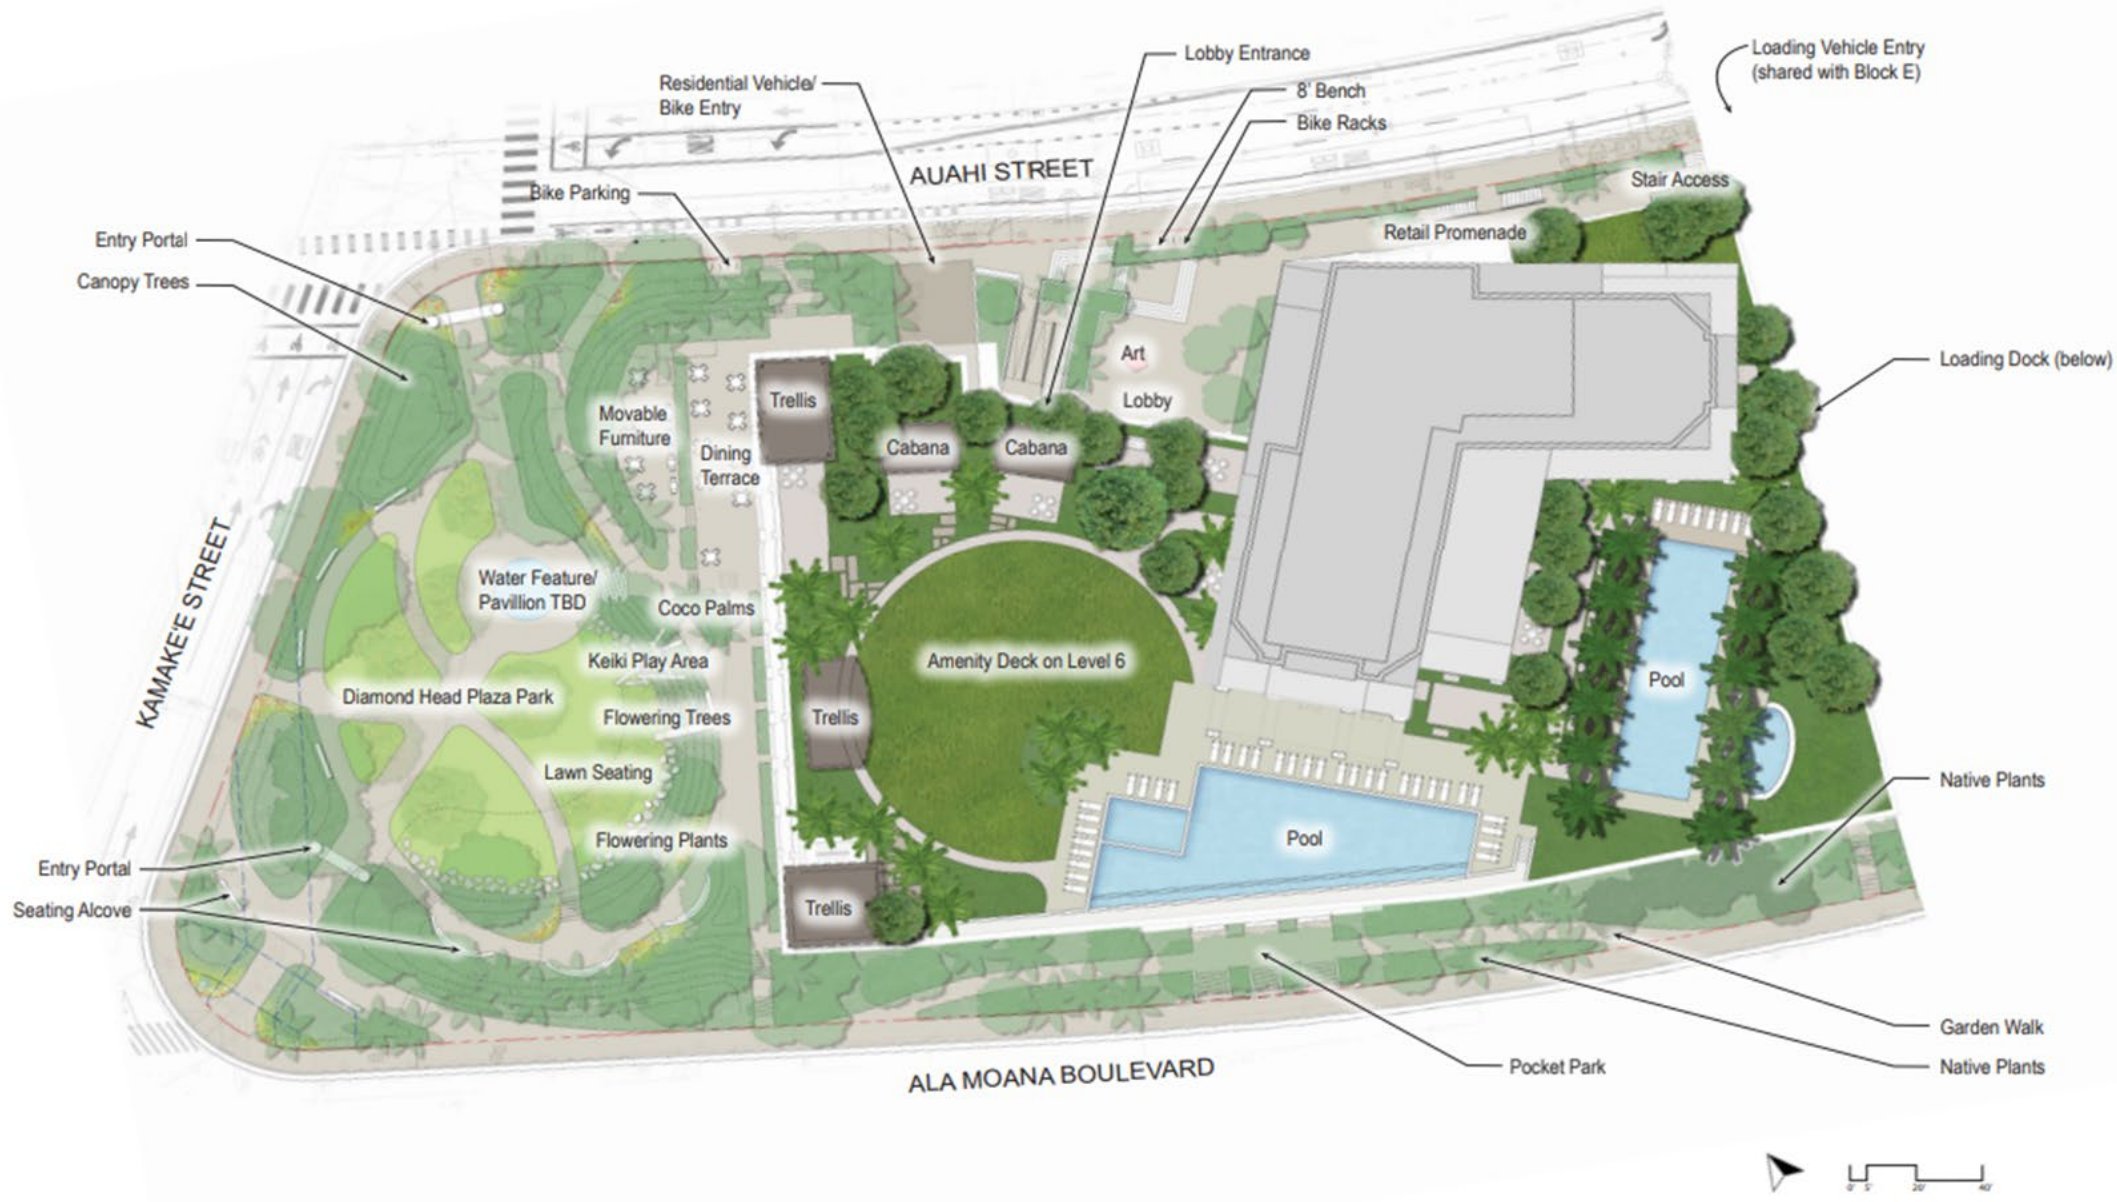 Lobby Entrance
Loading Vehicle Entry
(shared with Block E)
Residential Vehicle/
Bike Entry
8' Bench
Bike Racks
AUAHI STREET
Stair Access
Bike Parking
Retail Promenade
Entry Portal
Canopy Trees
Art
Loading Dock (below)
Trellis
Lobby
Movable
Furniture
Cabana
Cabana
Dining
Terrace
KAMAKE'E STREET
Water Feature/
Pavillion TBD
Coco Palms
Keiki Play Area
Amenity Deck on Level 6
Pool
Diamond Head Plaza Park
Flowering Trees
Trellis
Lawn Seating
Native Plants
Flowering Plants
Pool
Entry Portal
Seating Alcove
Trellis
Garden Walk
Pocket Park
Native Plants
ALA MOANA BOULEVARD
0' 5' 20' 40'